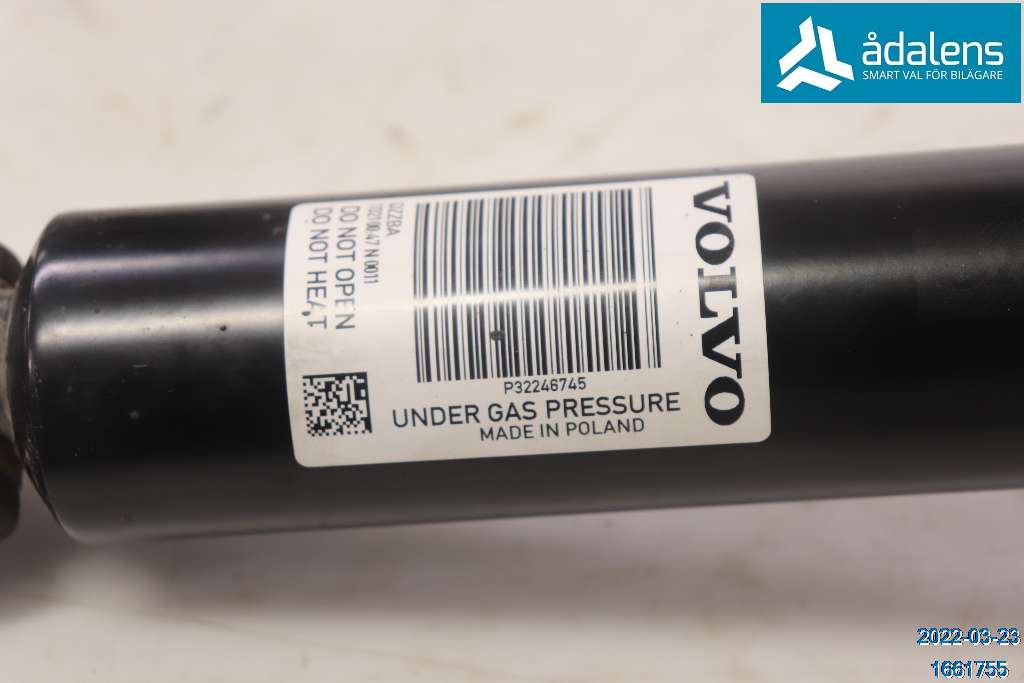 ådalens
SMART VAL FÖR BILÄGARE
VOLVO
DZZBA
DO NOT OPEN
DO NOT HEAT
P32246745
UNDER GAS PRESSURE
MADE IN POLAND
2022-03-23
1661755